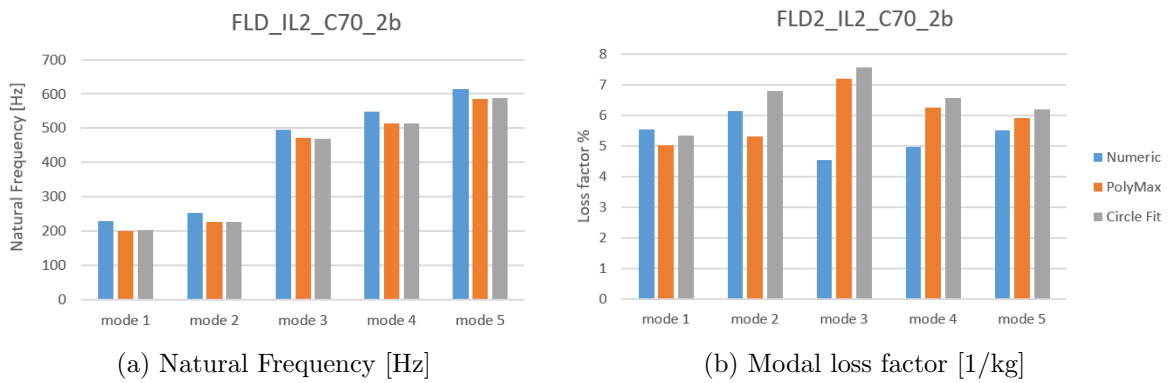 FLD_IL2_C70_2b
Natural Frequency [Hz]
700
600
500
400
300
200
100
0
mode 1 mode 2 mode 3 mode 4 mode 5
(a) Natural Frequency [Hz]
FLD2_IL2_C70_2b
Loss factor %
8
7
6
5
4
3
2
1
0
mode 1 mode 2 mode 3 mode 4 mode 5
Numeric
PolyMax
Circle Fit
(b) Modal loss factor [1/kg]